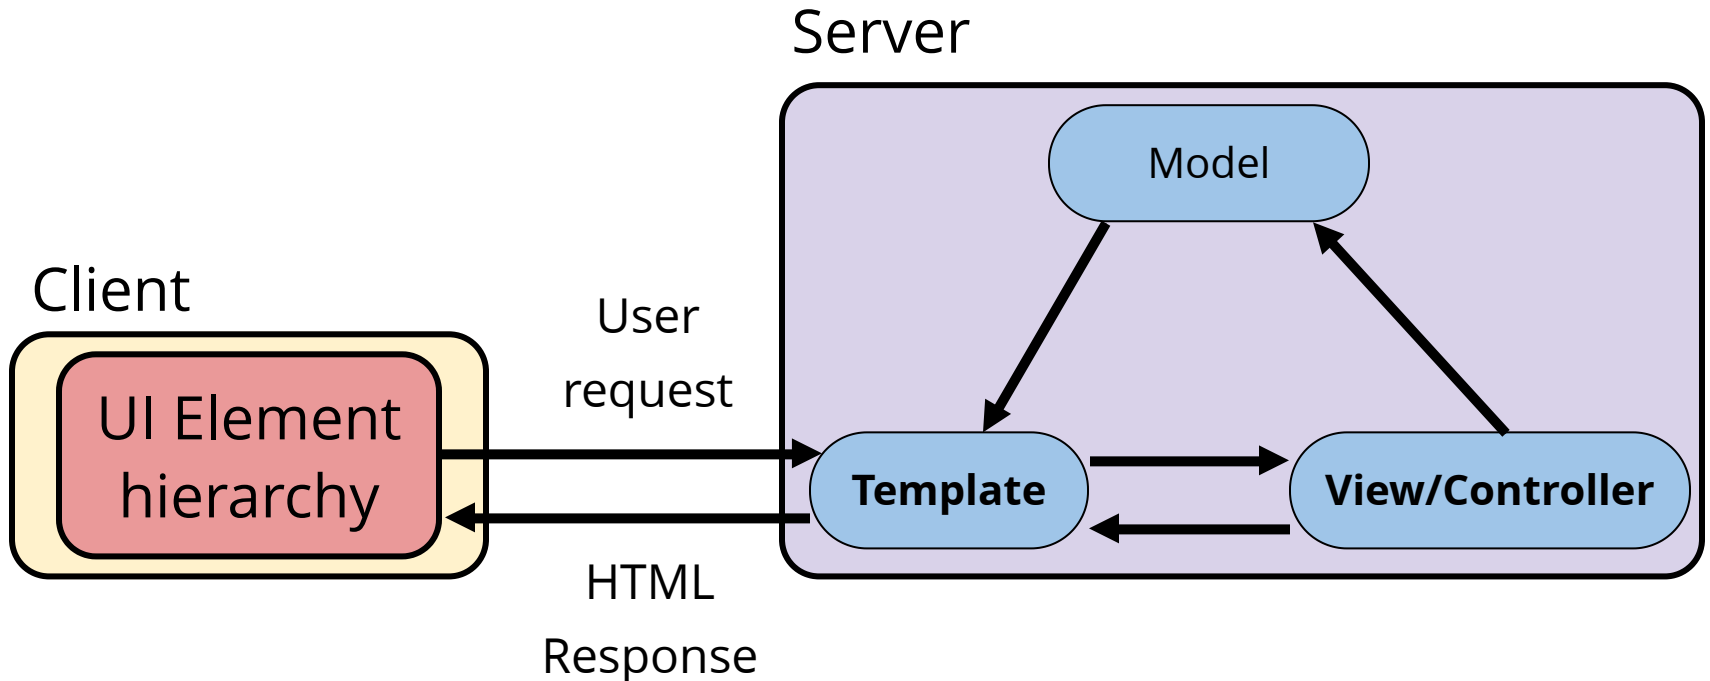 Server
Model
Client
UI Element
hierarchy
User
request
Template
View/Controller
HTML
Response